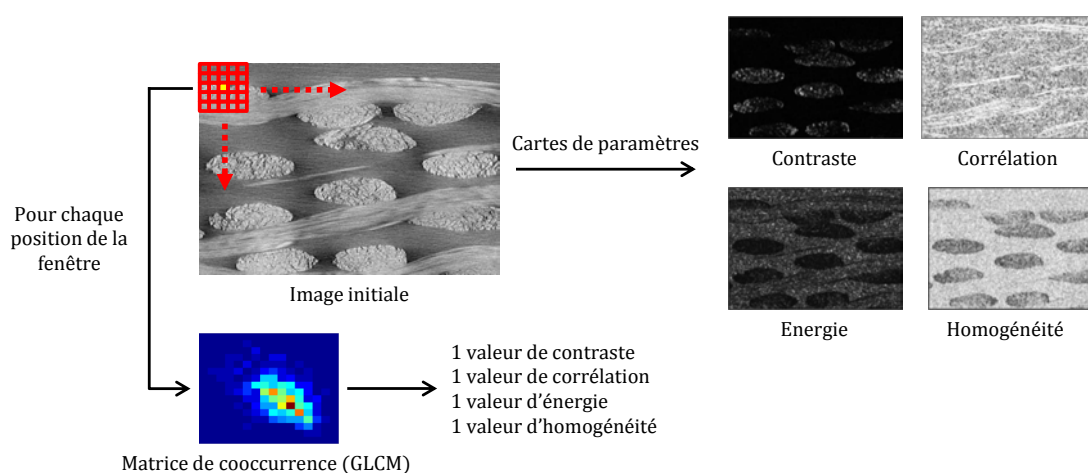 Cartes de paramètres
Contraste
Corrélation
Pour chaque
position de la
fenêtre
Image initiale
Energie
Homogénéité
1 valeur de contraste
1 valeur de corrélation
1 valeur d’énergie
1 valeur d’homogénéité
Matrice de cooccurrence (GLCM)